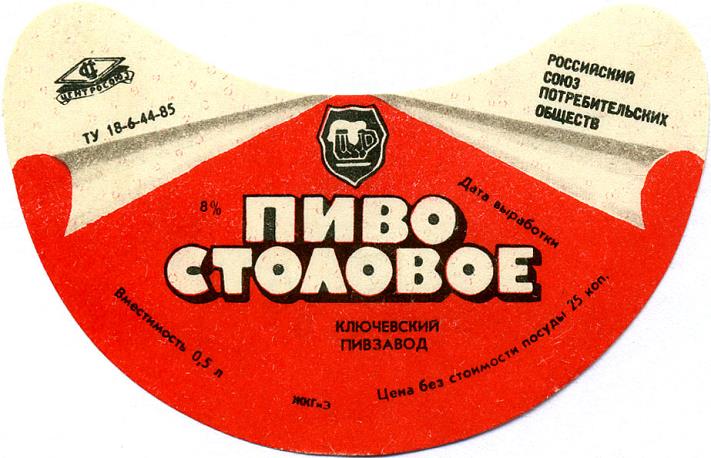 ЦЕНТРОСОЮЗ
ТУ 18-6-44-85
РОССИЙСКИЙ
СОЮЗ
ПОТРЕБИТЕЛЬСКИХ
ОБЩЕСТВ
8%
ПИВО
СТОЛОВОЕ
Дата выработки
КЛЮЧЕВСКИЙ
ПИВЗАВОД
Вместимость 0,5 л
Цена без стоимости посуды 25 коп.